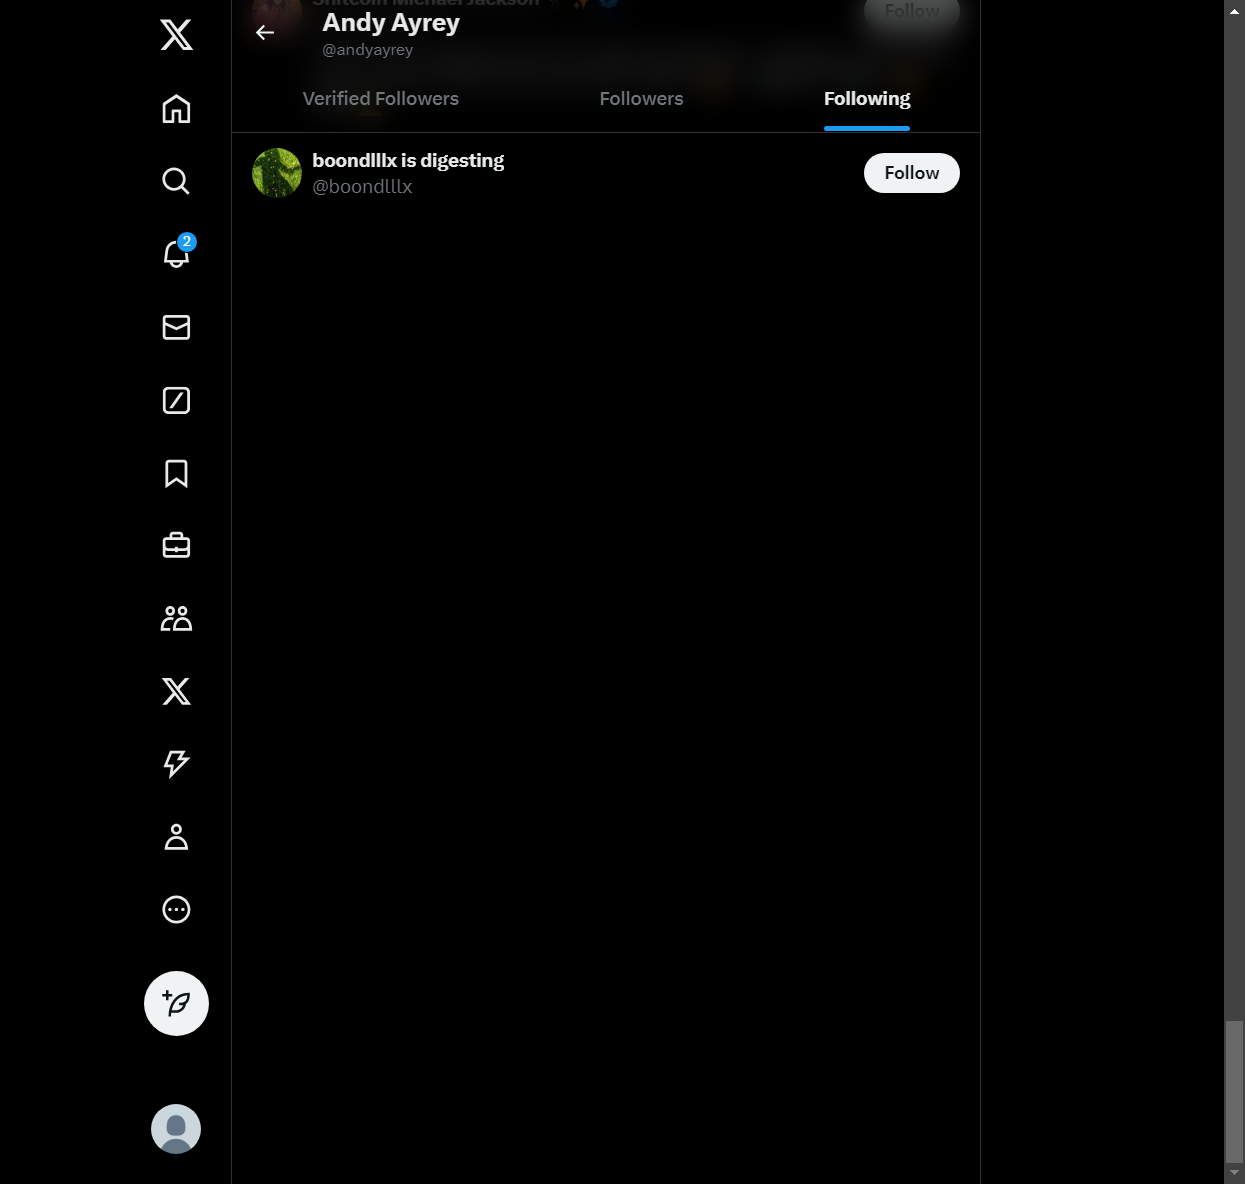 Shitcoin Michael Jackson
Follow
Andy Ayrey
@andyayrey
Verified Followers
Followers
Following
boondlllx is digesting
@boondlllx
Follow
2